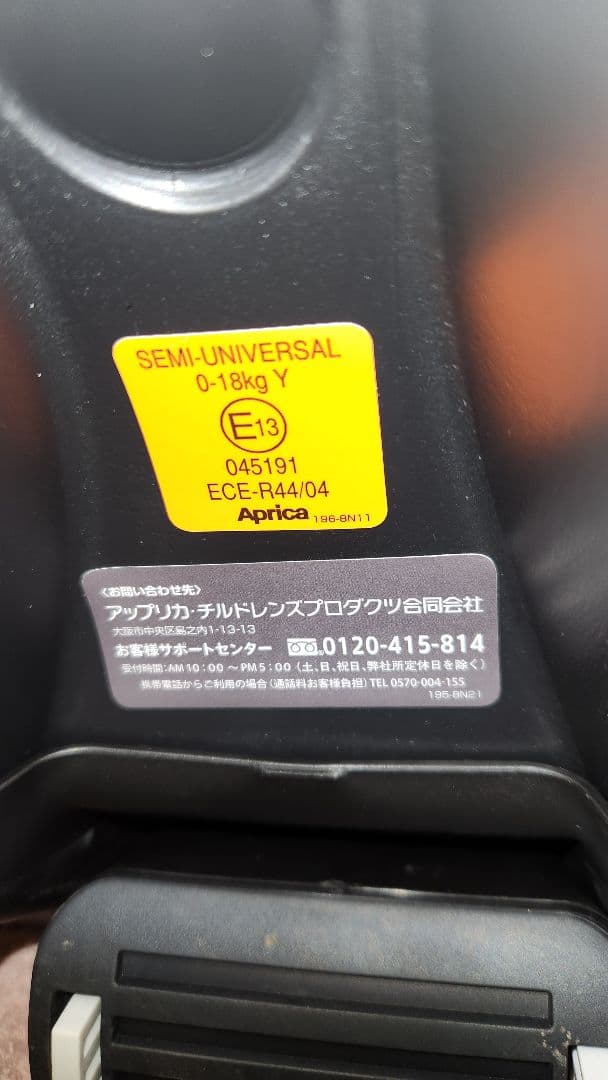 SEMI-UNIVERSAL
0-18kg Y
E13
045191
ECE-R44/04
Aprica 196-8N11
〈お問い合わせ先〉
アップリカ・チルドレンズプロダクツ合同会社
大阪市中央区島之内1-13-13
お客様サポートセンター 0120-415-814
受付時間:AM10:00〜PM5:00(土、日、祝日、弊社所定休日を除く)
携帯電話からご利用の場合(通話料お客様負担)TEL 0570-004-155
196-8N21